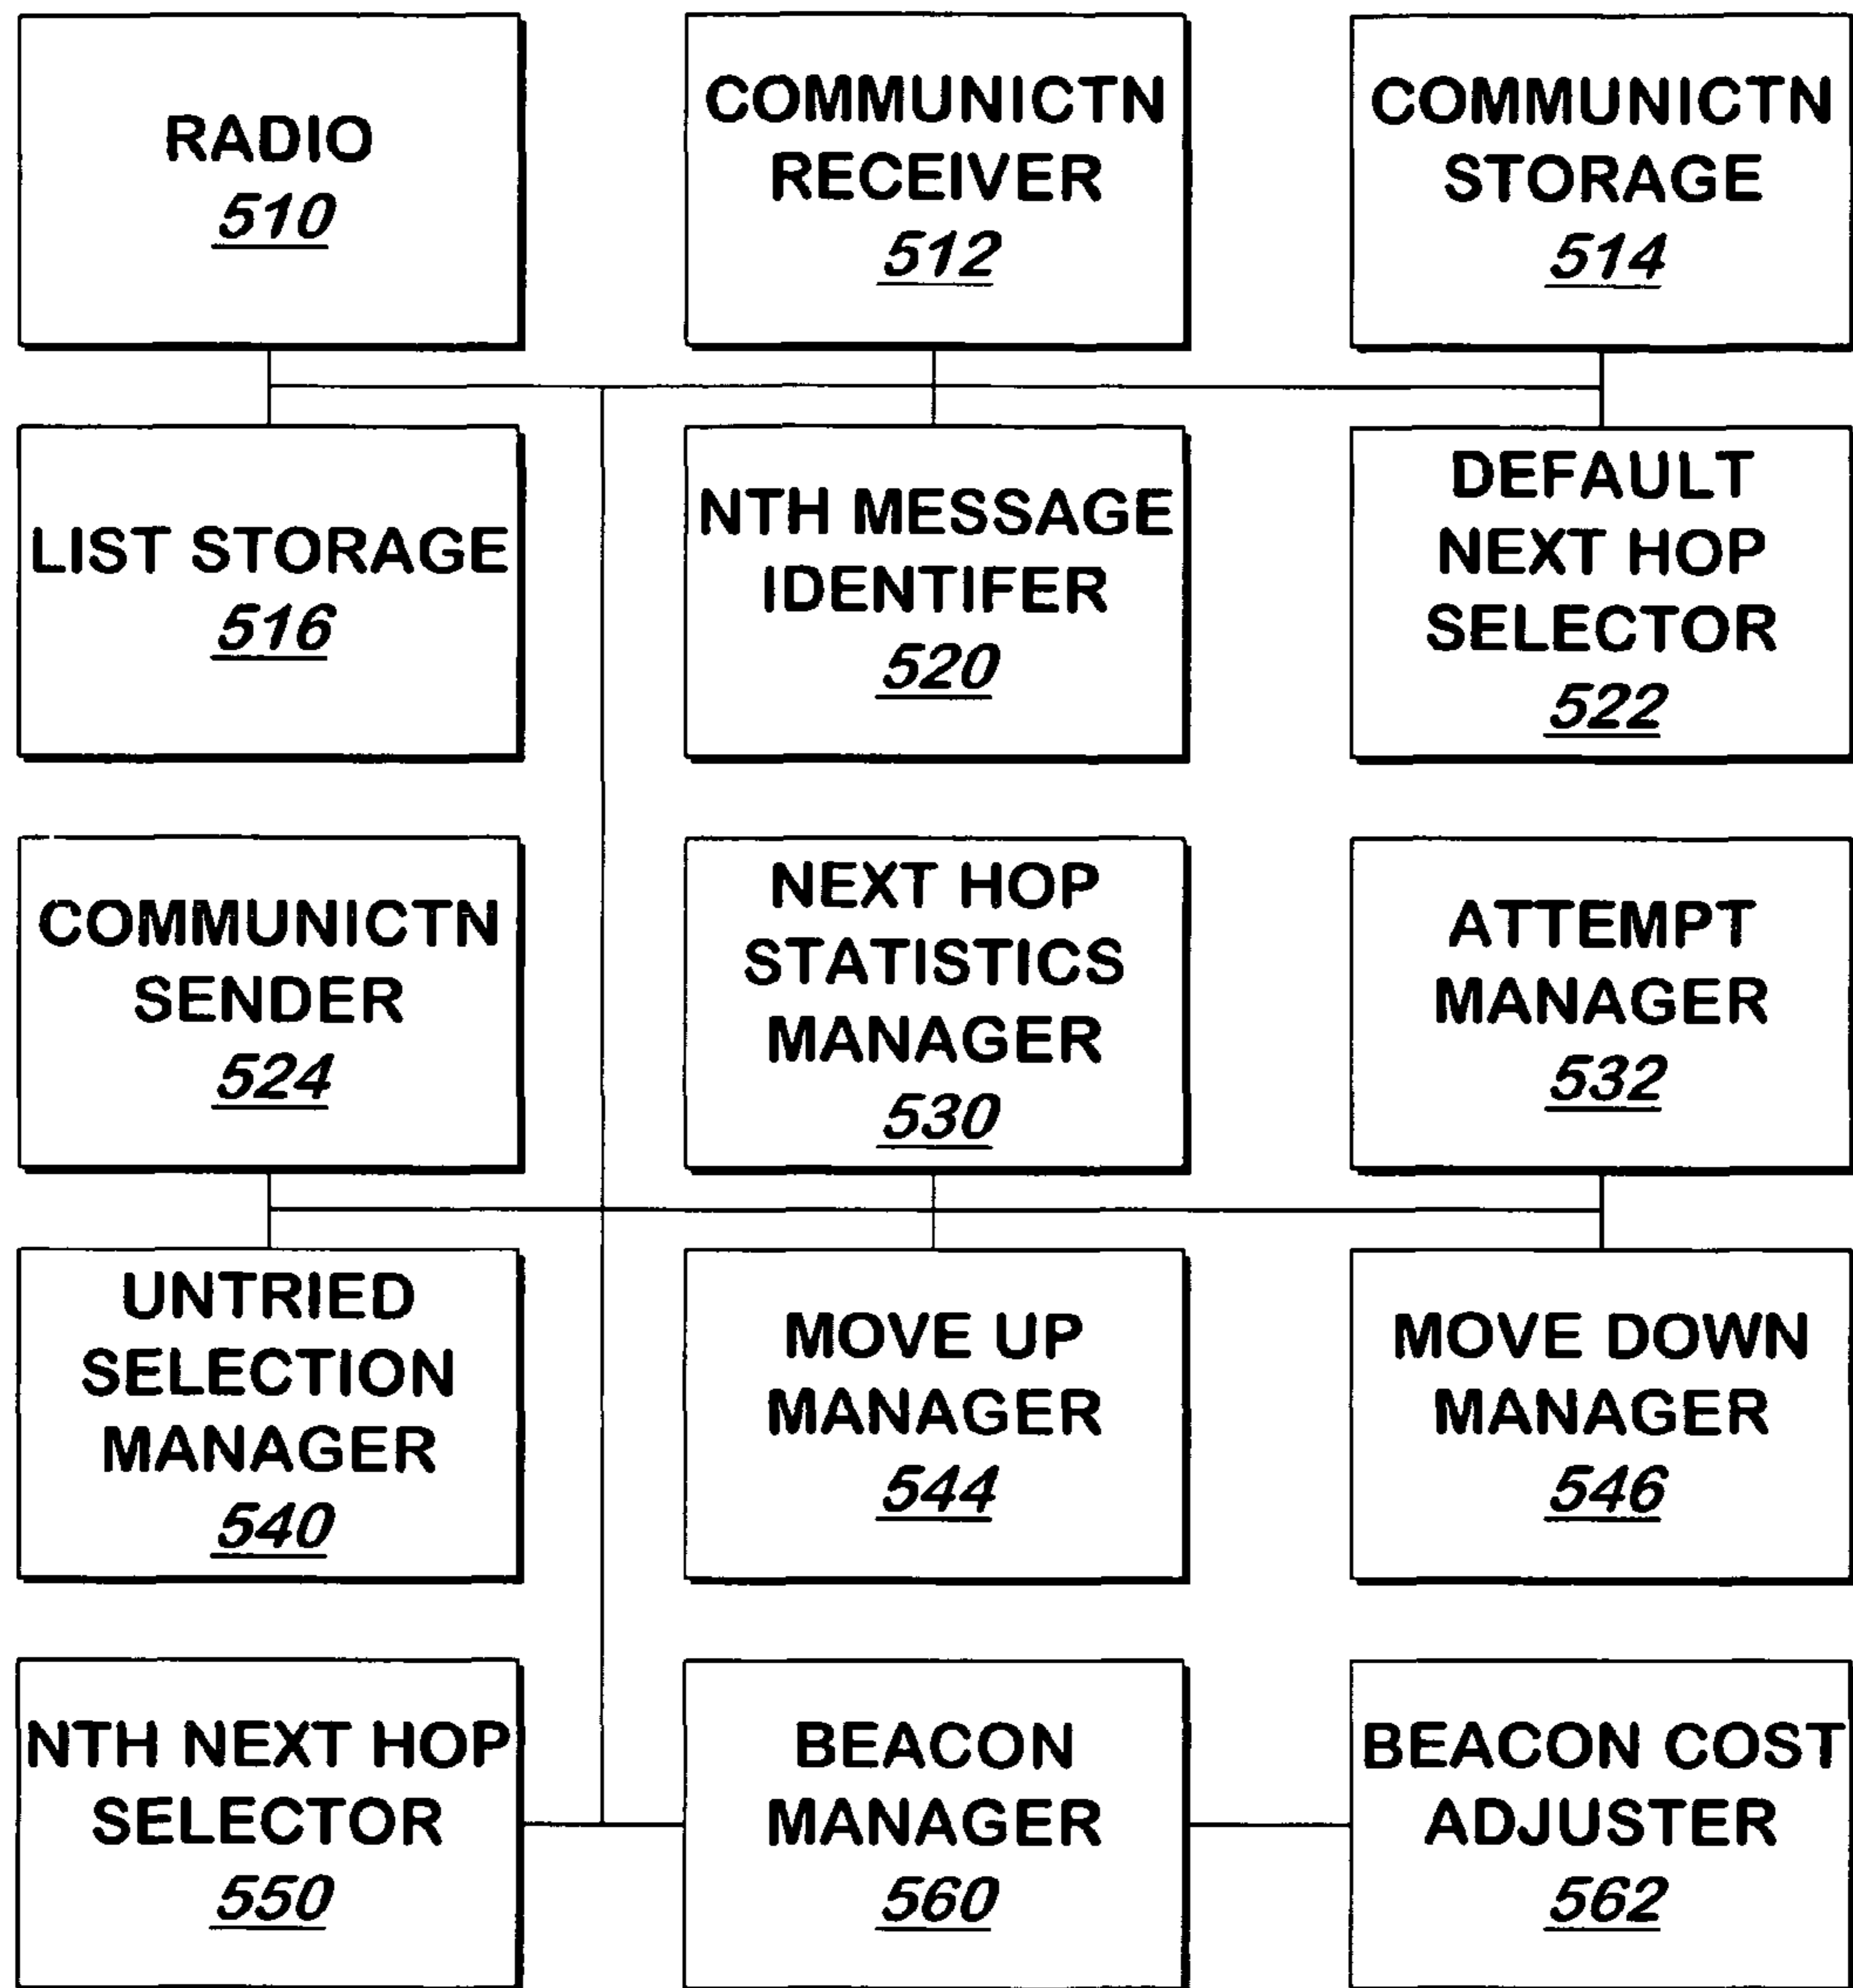 RADIO
510
COMMUNICTN
RECEIVER
512
COMMUNICTN
STORAGE
514
LIST STORAGE
516
NTH MESSAGE
IDENTIFER
520
DEFAULT
NEXT HOP
SELECTOR
522
COMMUNICTN
SENDER
524
NEXT HOP
STATISTICS
MANAGER
530
ATTEMPT
MANAGER
532
UNTRIED
SELECTION
MANAGER
540
MOVE UP
MANAGER
544
MOVE DOWN
MANAGER
546
NTH NEXT HOP
SELECTOR
550
BEACON
MANAGER
560
BEACON COST
ADJUSTER
562